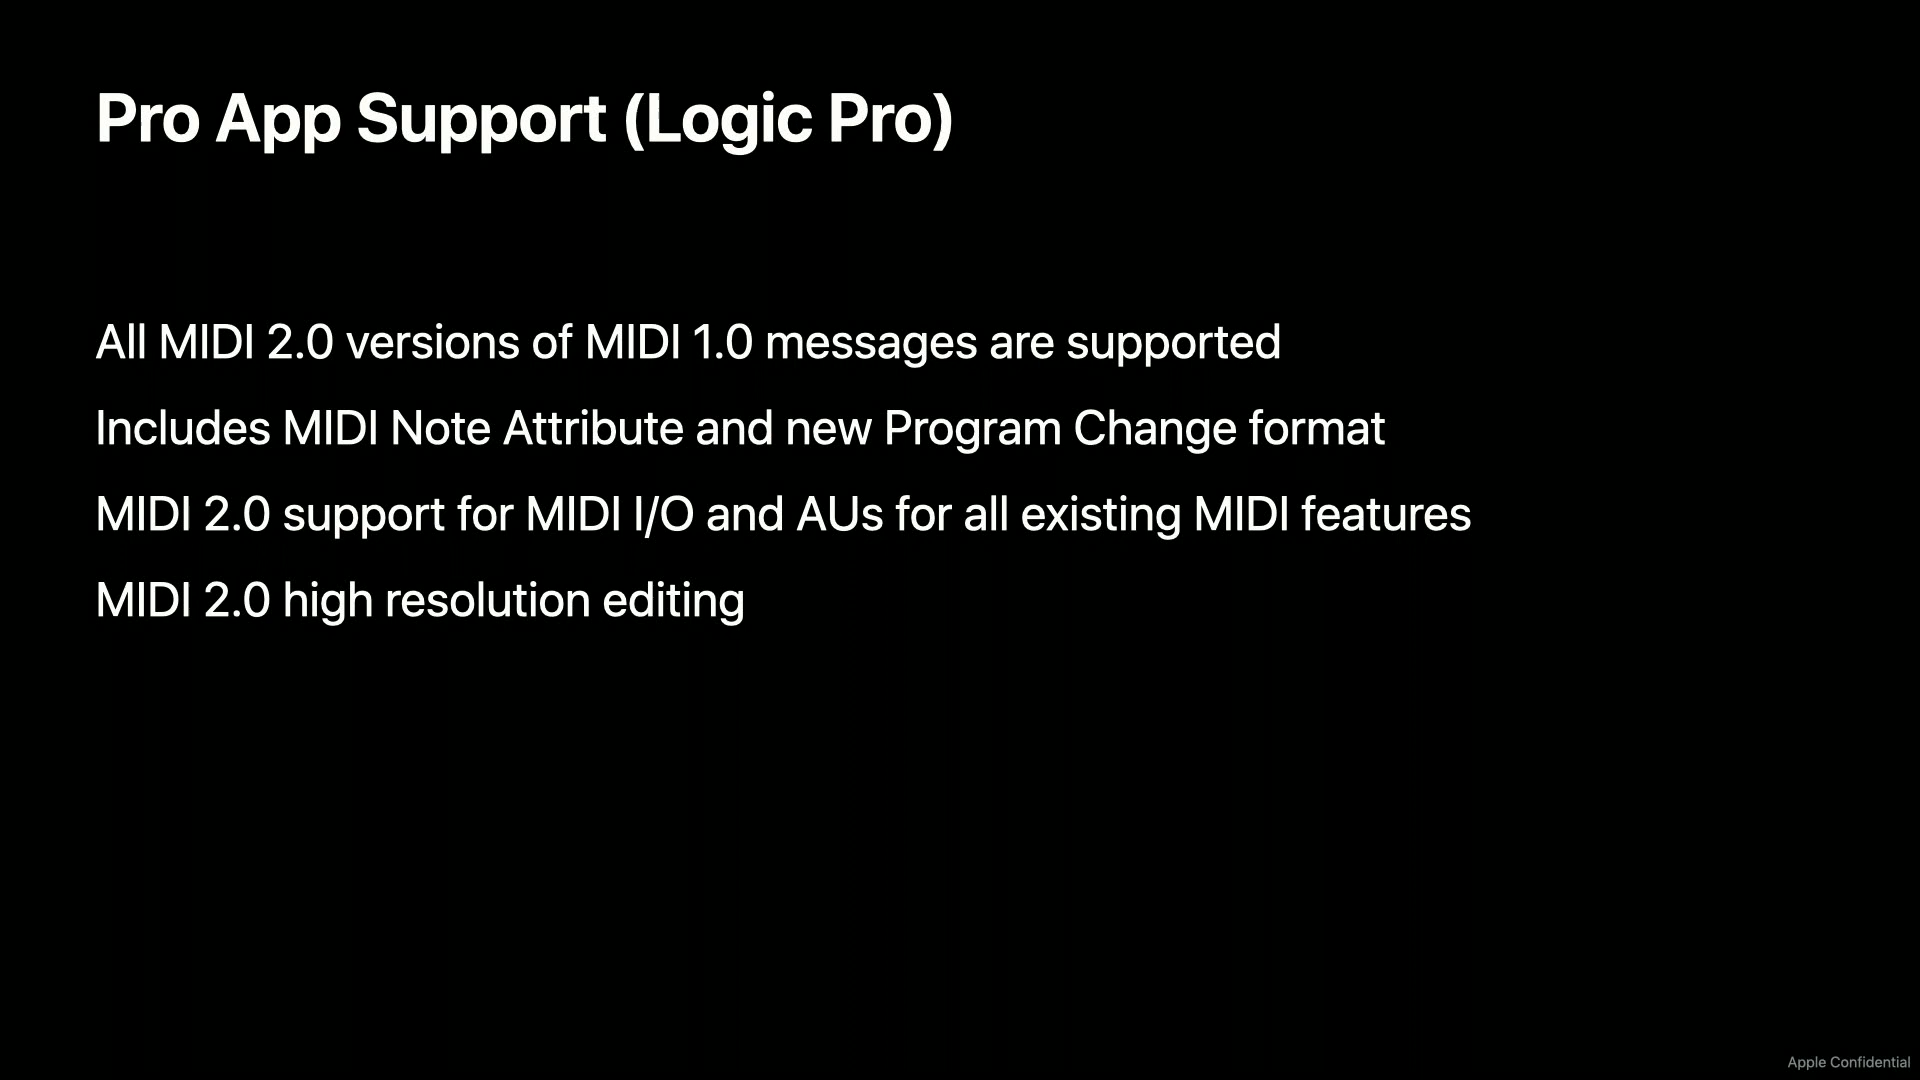 Pro App Support (Logic Pro)
All MIDI 2.0 versions of MIDI 1.0 messages are supported
Includes MIDI Note Attribute and new Program Change format
MIDI 2.0 support for MIDI I/O and AUs for all existing MIDI features
MIDI 2.0 high resolution editing
Apple Confidential